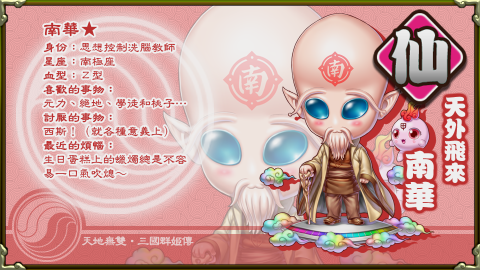 南華★
身份：思想控制洗腦教師
星座：南極座
血型：Z型
喜歡的事物：
元力、絕地、學徒和桃子…
討厭的事物：
西斯！（就各種意義上）
最近的煩惱：
生日蛋糕上的蠟燭總是不容
易一口氣吹熄～
天地無雙・三國群姬傳
南
南
仙
天外飛來
南華